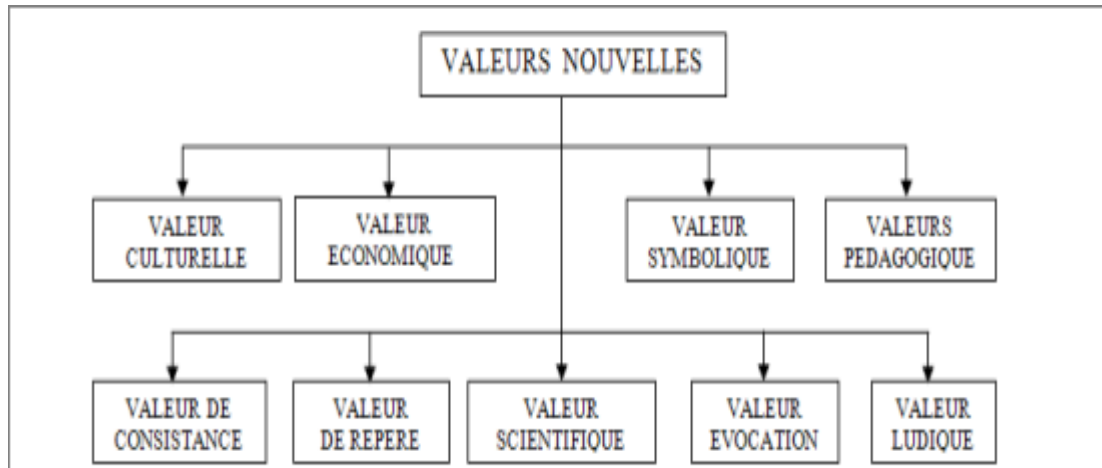 VALEURS NOUVELLES
VALEUR
CULTURELLE
VALEUR
ECONOMIQUE
VALEUR
SYMBOLIQUE
VALEURS
PEDAGOGIQUE
VALEUR DE
CONSISTANCE
VALEUR
DE REPERE
VALEUR
SCIENTIFIQUE
VALEUR
EVOCATION
VALEUR
LUDIQUE